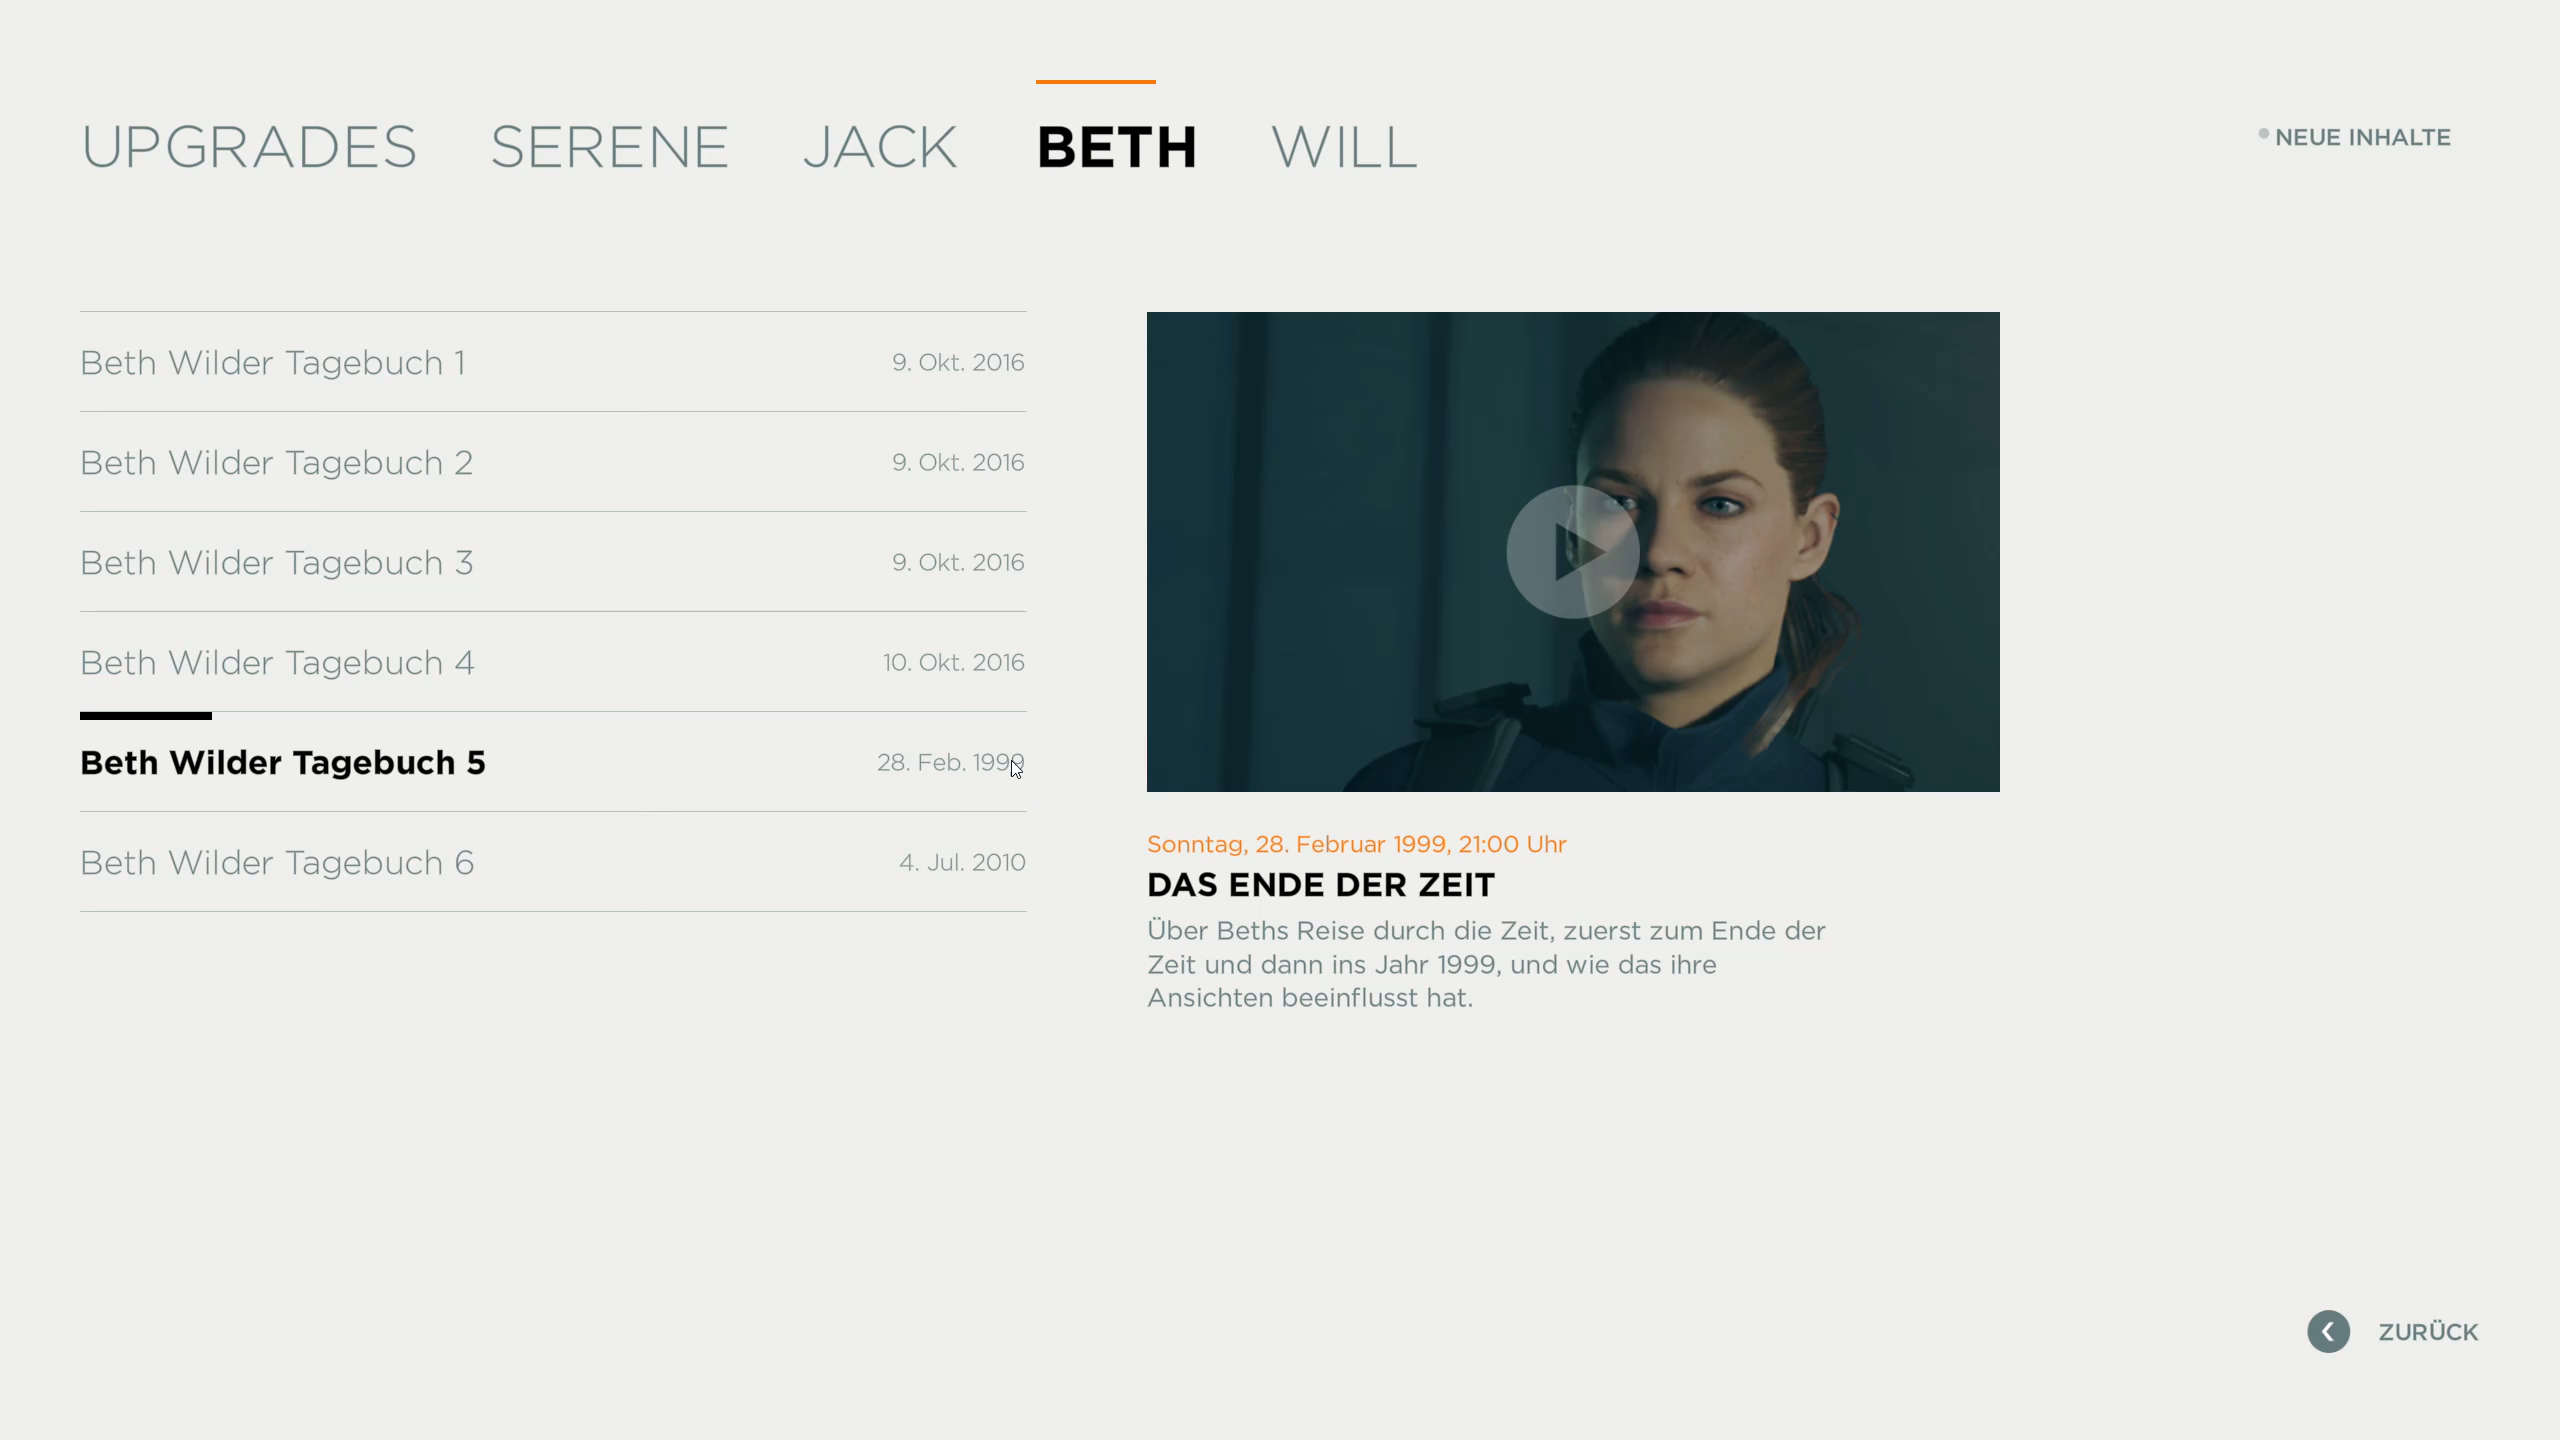 UPGRADES SERENE JACK BETH WILL
NEUE INHALTE
Beth Wilder Tagebuch 1 9. Okt. 2016
Beth Wilder Tagebuch 2 9. Okt. 2016
Beth Wilder Tagebuch 3 9. Okt. 2016
Beth Wilder Tagebuch 4 10. Okt. 2016
Beth Wilder Tagebuch 5 28. Feb. 1999
Beth Wilder Tagebuch 6 4. Jul. 2010
Sonntag, 28. Februar 1999, 21:00 Uhr
DAS ENDE DER ZEIT
Über Beths Reise durch die Zeit, zuerst zum Ende der
Zeit und dann ins Jahr 1999, und wie das ihre
Ansichten beeinflusst hat.
ZURÜCK